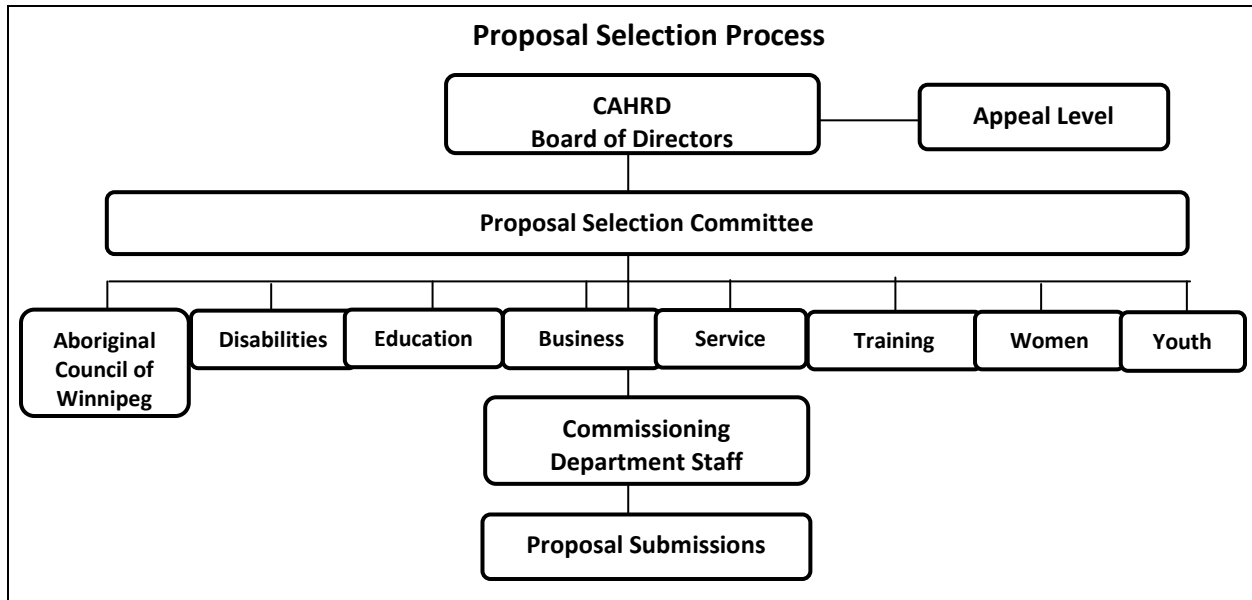 Proposal Selection Process
CAHRD
Board of Directors
Appeal Level
Proposal Selection Committee
Aboriginal
Council of
Winnipeg
Disabilities
Education
Business
Service
Training
Women
Youth
Commissioning
Department Staff
Proposal Submissions